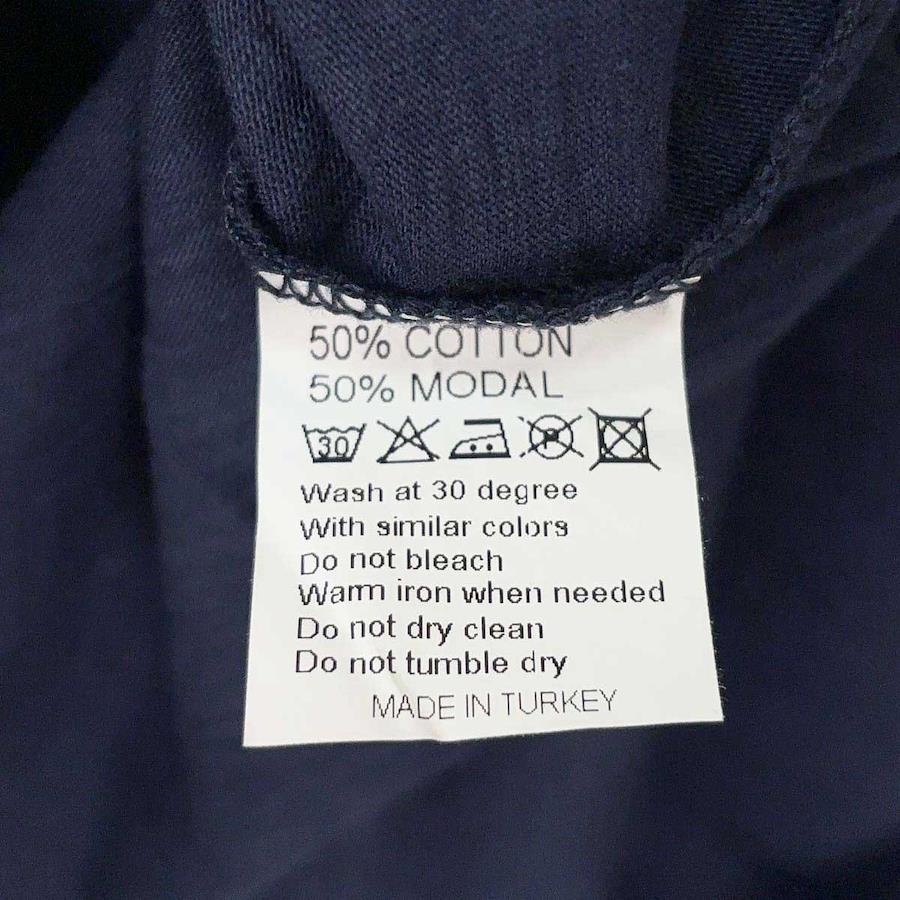 50% COTTON
50% MODAL
30 P
Wash at 30 degree
With similar colors
Do not bleach
Warm iron when needed
Do not dry clean
Do not tumble dry
MADE IN TURKEY